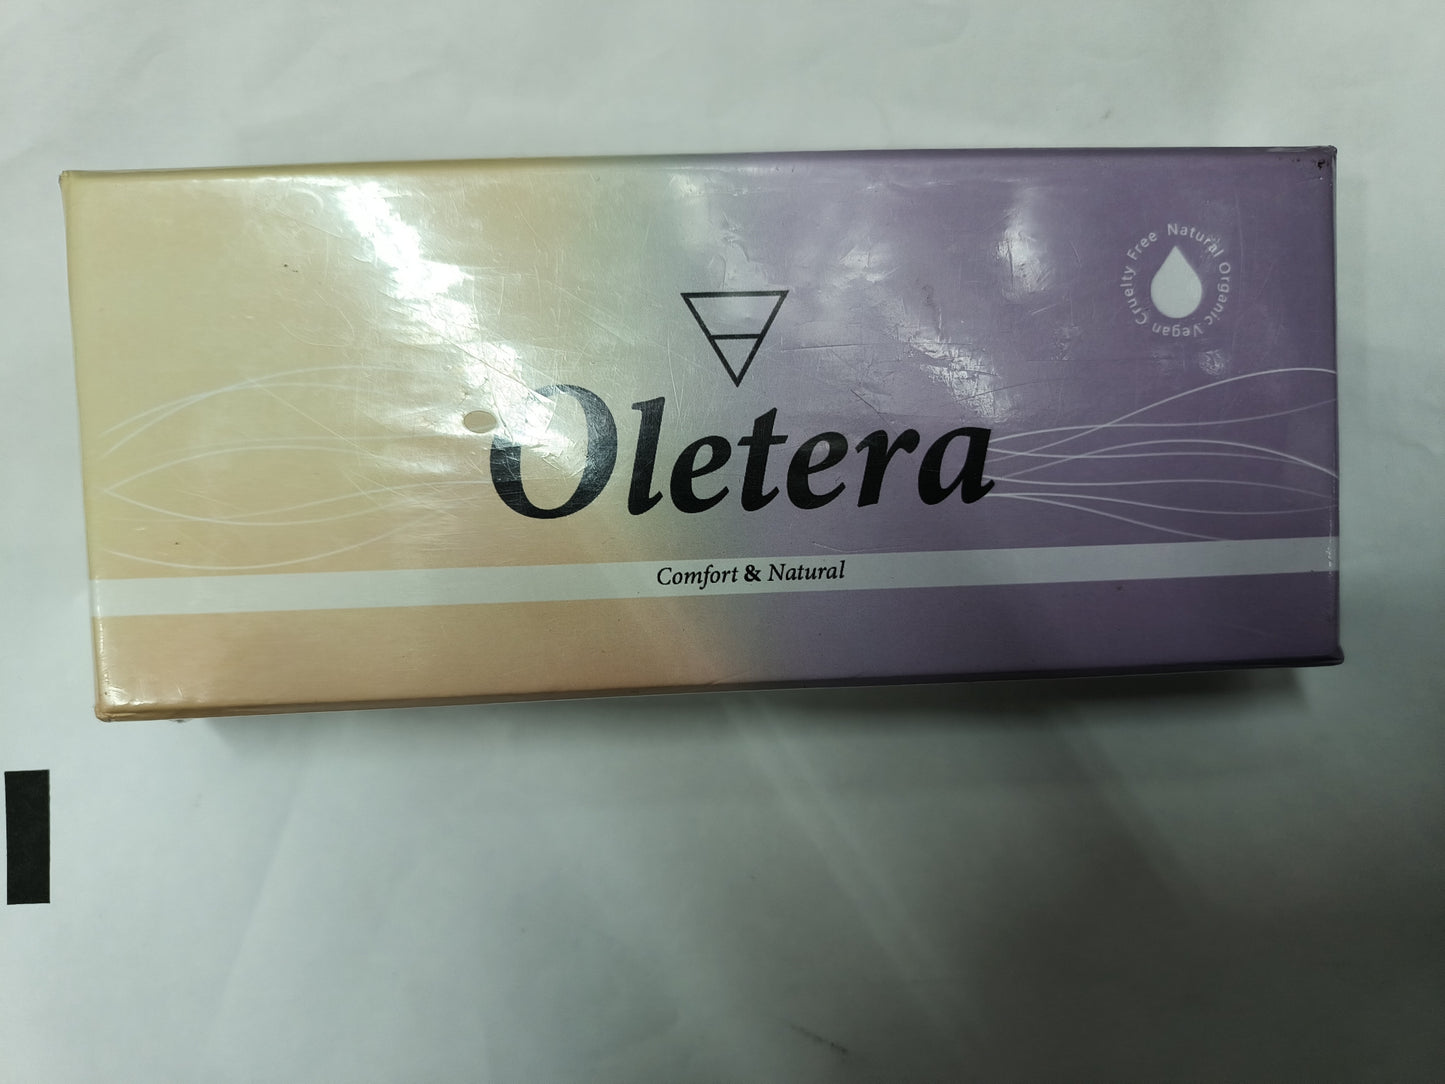 Natural Organic Vegan Cruelty Free
Oletera
Comfort & Natural